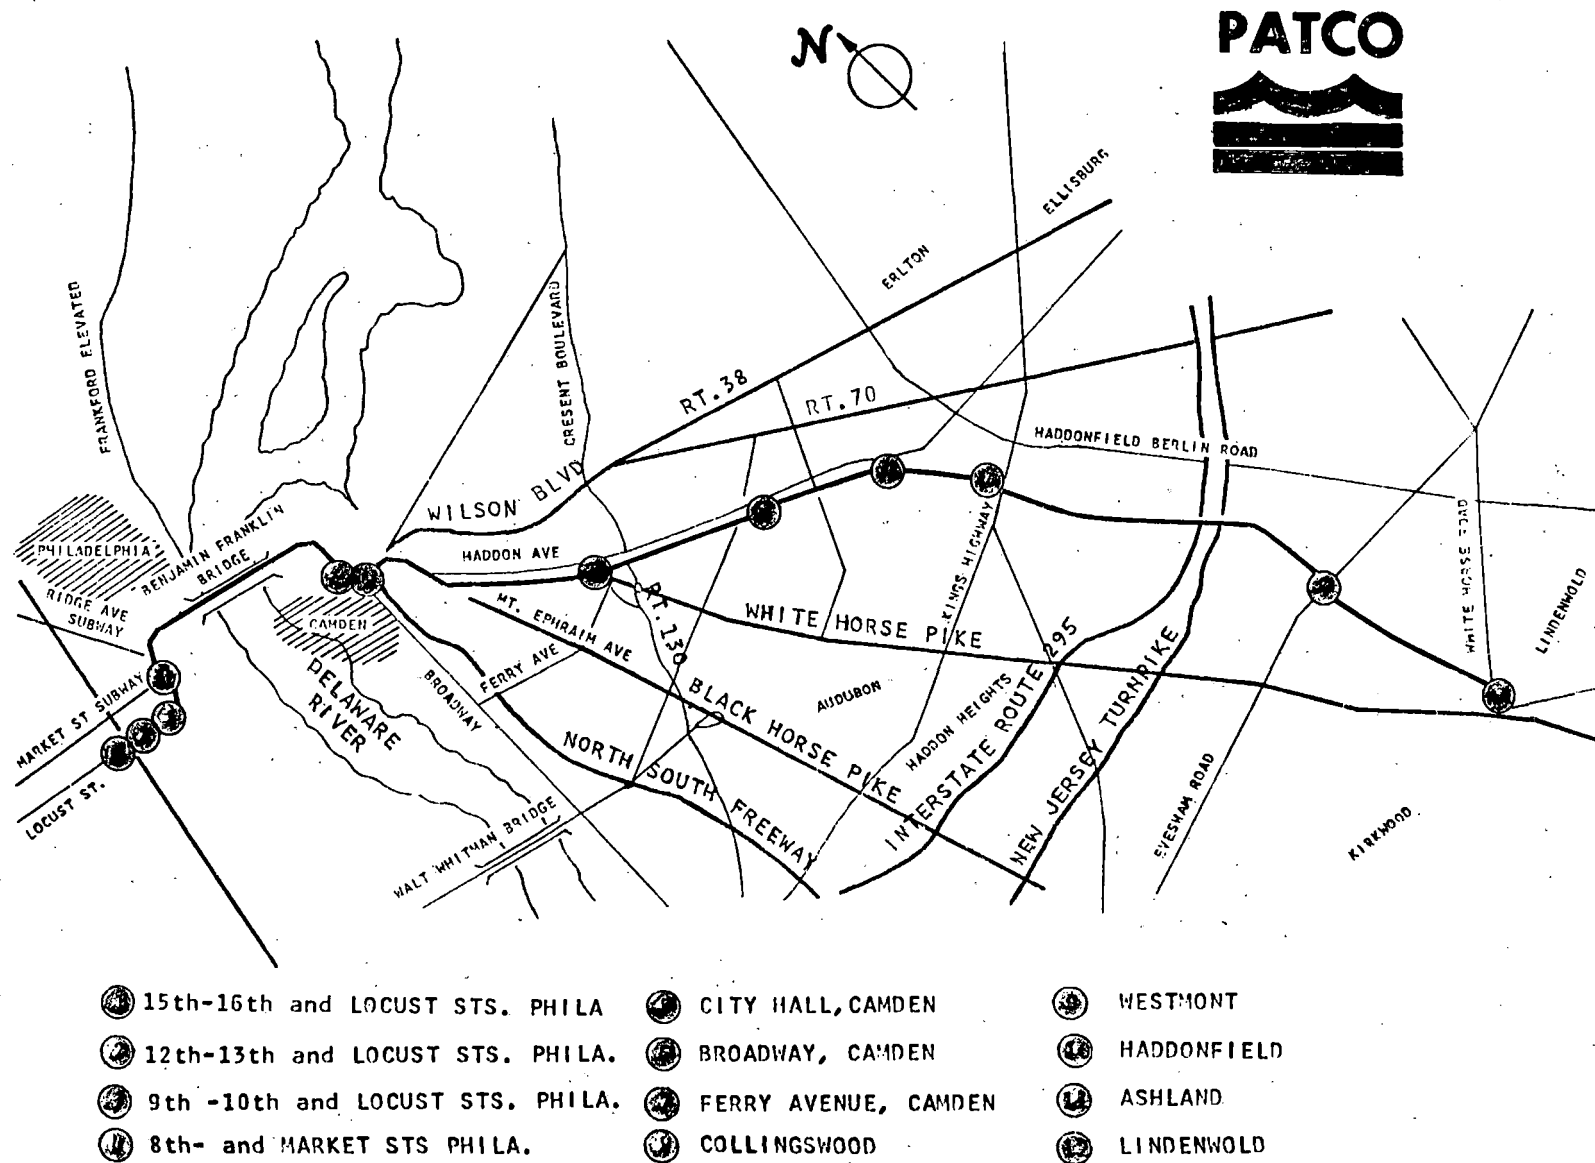 PATCO
N
ELLISBURG
ERLTON
FRANKFORD ELEVATED
CRESENT BOULEVARD
RT.38
RT.70
HADDONFIELD BERLIN ROAD
WILSON BLVD
HADDON AVE
PHILADELPHIA
BENJAMIN FRANKLIN
BRIDGE
RIDGE AVE
SUBWAY
CAMDEN
MT. EPHRAIM AVE
RT.130
WHITE HORSE PIKE
KINGS HIGHWAY
WHITE HORSE ROAD
LINDENWOLD
FERRY AVE
BROADWAY
DELAWARE
RIVER
MARKET ST SUBWAY
LOCUST ST.
BLACK HORSE PIKE
AUDUBON
HADDON HEIGHTS
INTERSTATE ROUTE 295
NEW JERSEY TURNRIKE
NORTH SOUTH FREEWAY
WALT WHITMAN BRIDGE
EVESHAM ROAD
KIRKWOOD
15th-16th and LOCUST STS. PHILA
12th-13th and LOCUST STS. PHILA.
9th -10th and LOCUST STS. PHILA.
8th- and MARKET STS PHILA.
CITY HALL, CAMDEN
BROADWAY, CAMDEN
FERRY AVENUE, CAMDEN
COLLINGSWOOD
WESTMONT
HADDONFIELD
ASHLAND
LINDENWOLD